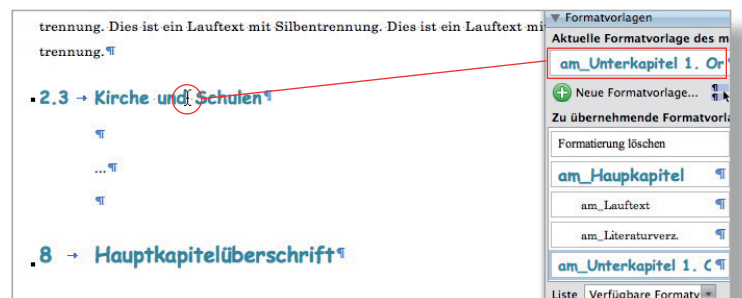 trennung. Dies ist ein Lauftext mit Silbentrennung. Dies ist ein Lauftext mi
trennung.¶
2.3 → Kirche und Schulen¶
¶
...¶
¶
8 → Hauptkapitelüberschrift¶
Formatvorlagen
Aktuelle Formatvorlage des m
am_Unterkapitel 1. Or
Neue Formatvorlage...
Zu übernehmende Formatvorla
Formatierung löschen
am_Haupkapitel ¶
am_Lauftext ¶
am_Literaturverz. ¶
am_Unterkapitel 1. C ¶
Liste Verfügbare Formatv